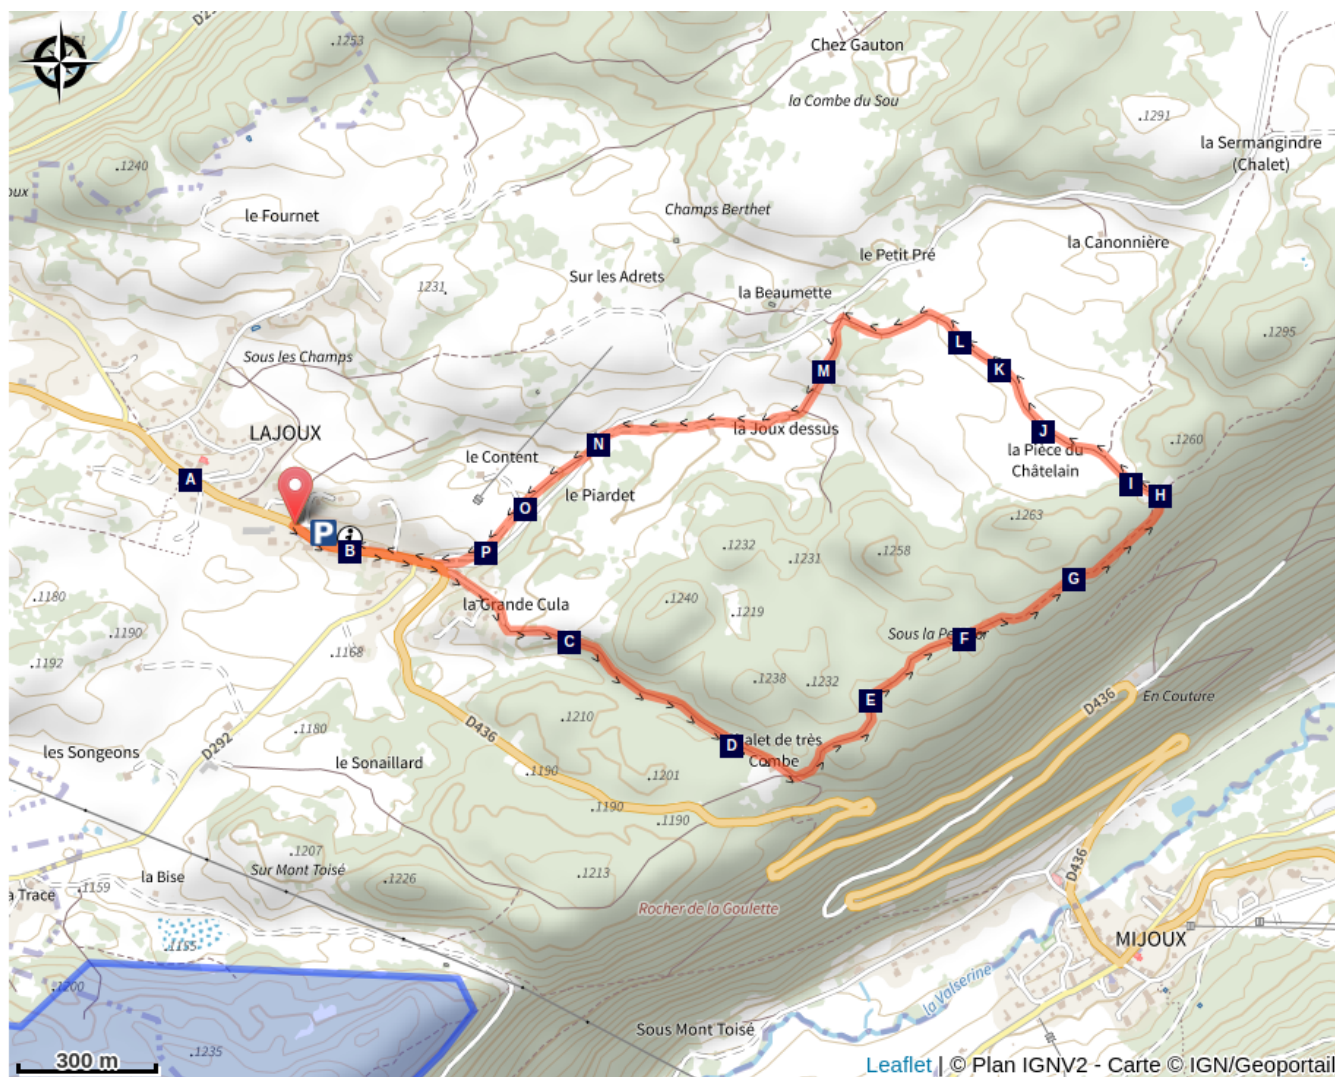 1253
Chez Gauton
la Combe du Sou
.1291
la Sermangindre
(Chalet)
.1240
oux
le Fournet
Champs Berthet
la Canonnière
le Petit Pré
Sur les Adrets
1231
la Beaumette
.1295
Sous les Champs
L
K
M
LAJOUX
la Joux dessus
J
.1260
N
le Content
la Pièce du
Châtelain
A
I
H
le Piardet
O
.1263
P
B
P
.1232
.1231
.1258
G
.1180
.1240
la Grande Cula
.1219
.1190
C
F
.1168
.1192
.1238
.1232
E
D436
En Couture
.1210
.1180
D436
D
alet de très
Combe
D292
les Songeons
le Sonaillard
.1190
.1201
.1190
.1190
D436
.1207
Sur Mont Toisé
la Bise
.1226
.1213
a Trace
.1159
Rocher de la Goulette
MIJOUX
.1155
la Valserine
.1200
Sous Mont Toisé
.1235
300 m
Leaflet | © Plan IGNV2 - Carte © IGN/Geoportail